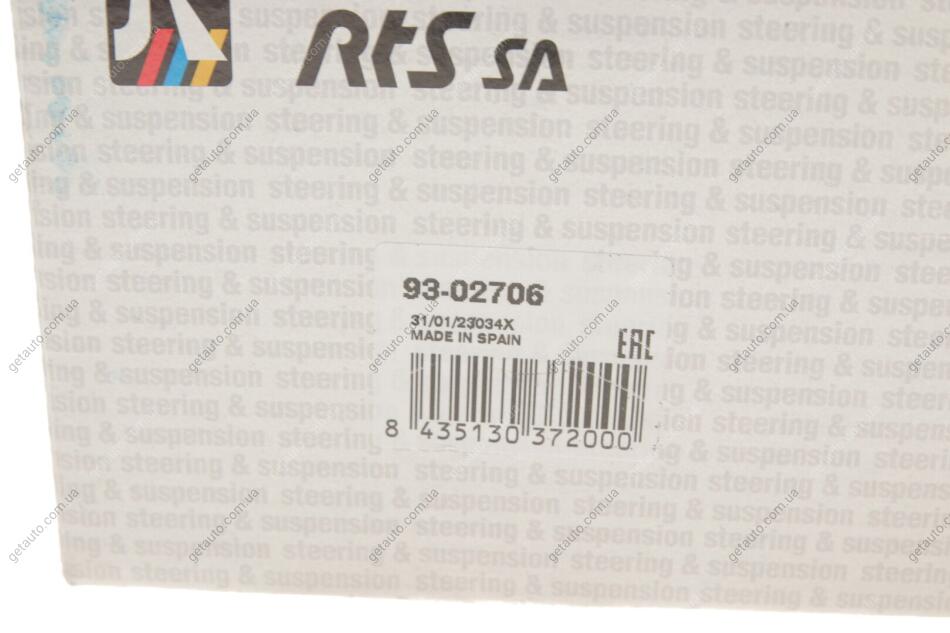 RTS SA
93-02706
31/01/23034X
MADE IN SPAIN
EAC
8 435130 372000
steering & suspension steering & suspension steering & suspension
getauto.com.ua